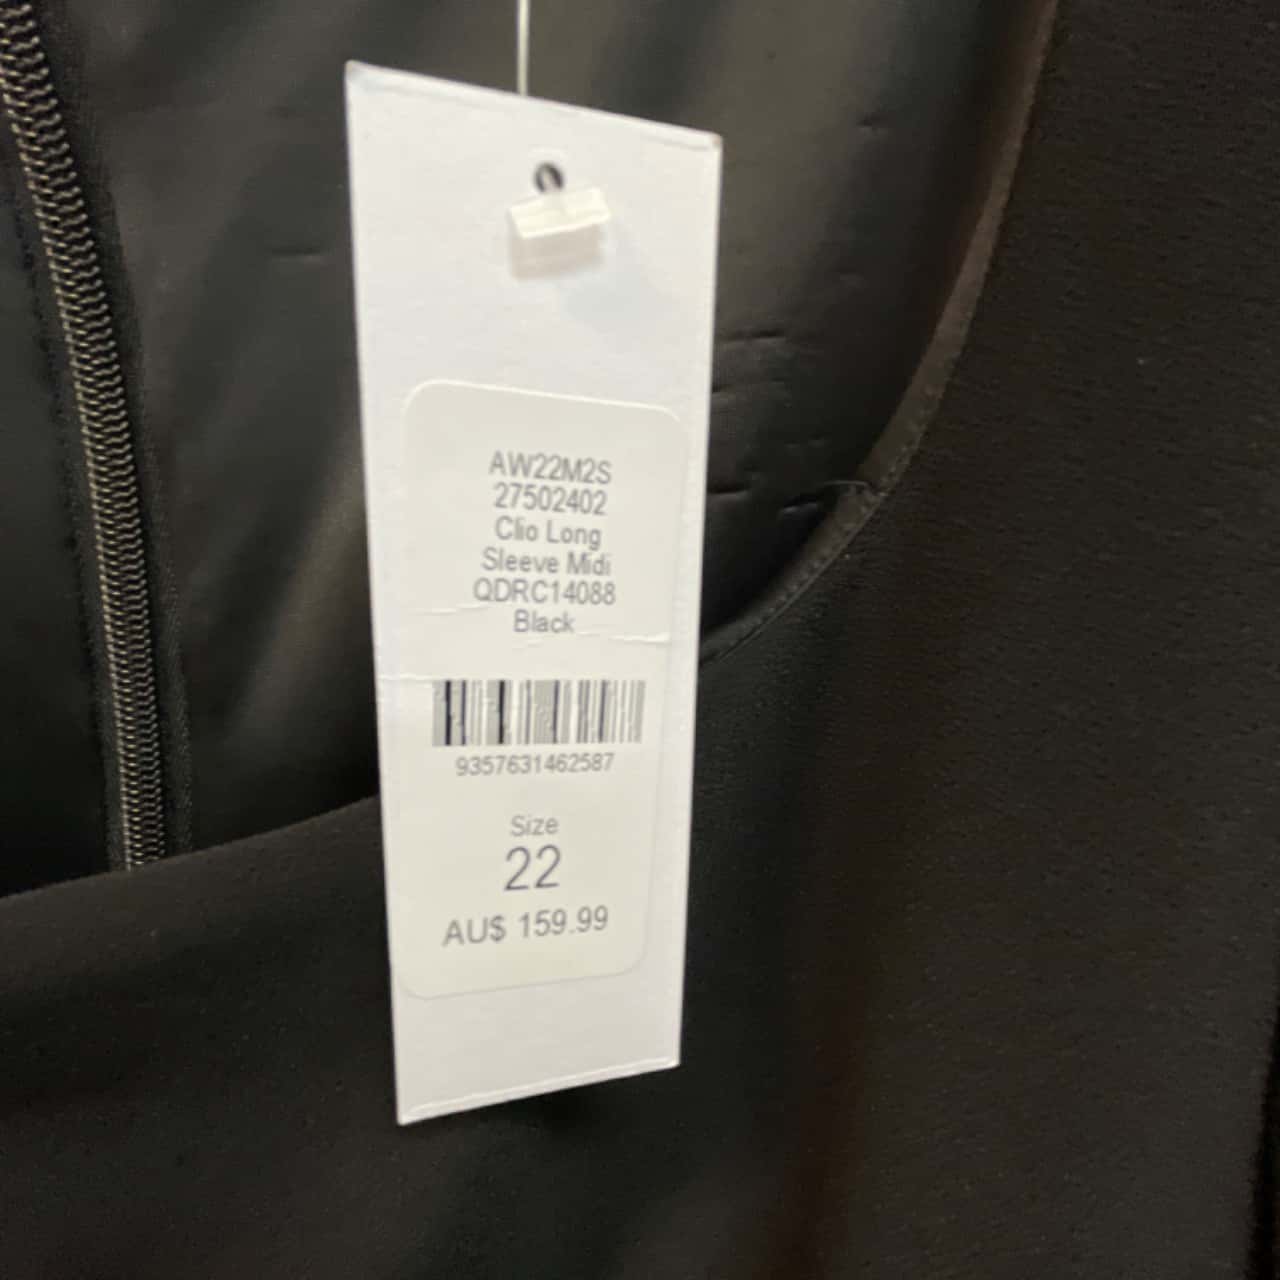 AW22M2S
27502402
Clio Long
Sleeve Midi
QDRC14088
Black
9357631462587
Size
22
AU$ 159.99